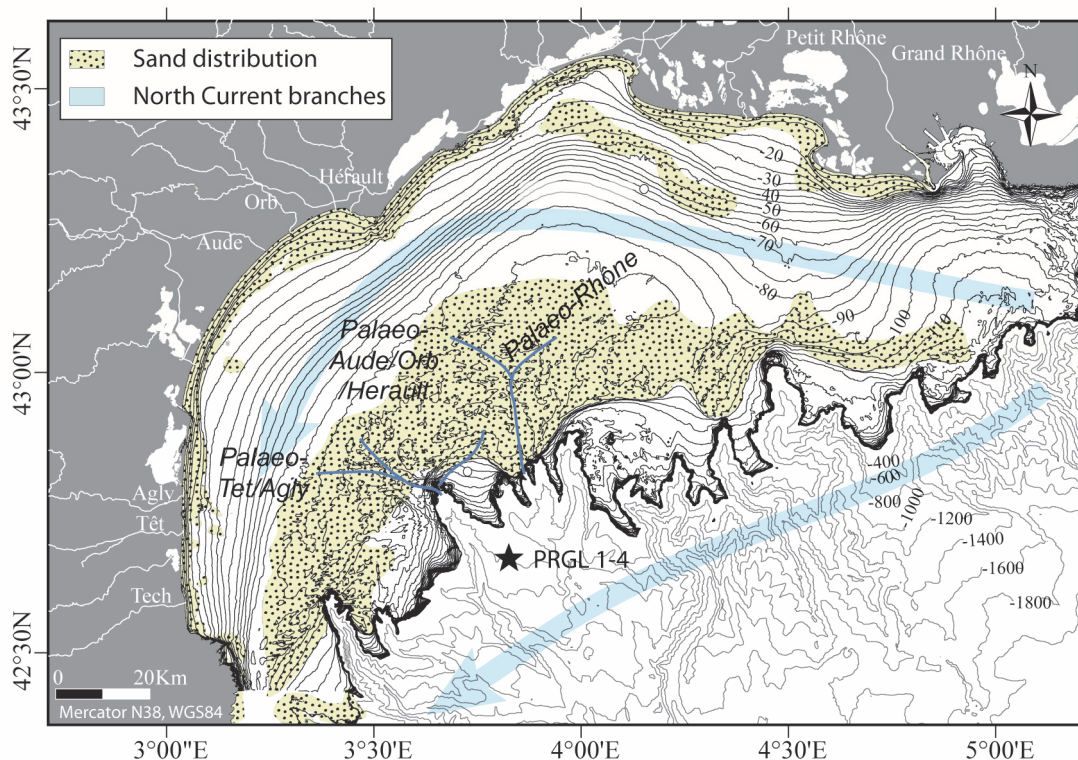 Sand distribution
North Current branches
Petit Rhône
Grand Rhône
N
43°30'N
43°00'N
42°30'N
Hérault
Orb
Aude
Agly
Têt
Tech
-20
-30
-40
-50
-60
-70
-80
-90
-100
-110
Palaeo-Rhône
Palaeo-
Aude/Orb
/Herault
Palaeo-
Tet/Agly
PRGL 1-4
-400
-600
-800
-1000
-1200
-1400
-1600
-1800
0
20Km
Mercator N38, WGS84
3°00"E
3°30"E
4°00"E
4°30"E
5°00"E